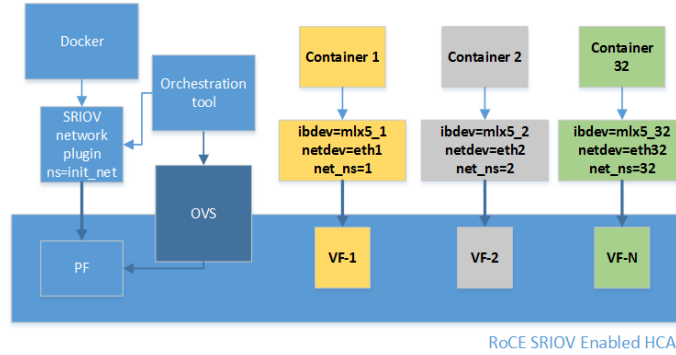 Docker
Orchestration
tool
SRIOV
network
plugin
ns=init_net
OVS
PF
Container 1
ibdev=mlx5_1
netdev=eth1
net_ns=1
VF-1
Container 2
ibdev=mlx5_2
netdev=eth2
net_ns=2
VF-2
Container
32
ibdev=mlx5_32
netdev=eth32
net_ns=32
VF-N
RoCE SRIOV Enabled HCA